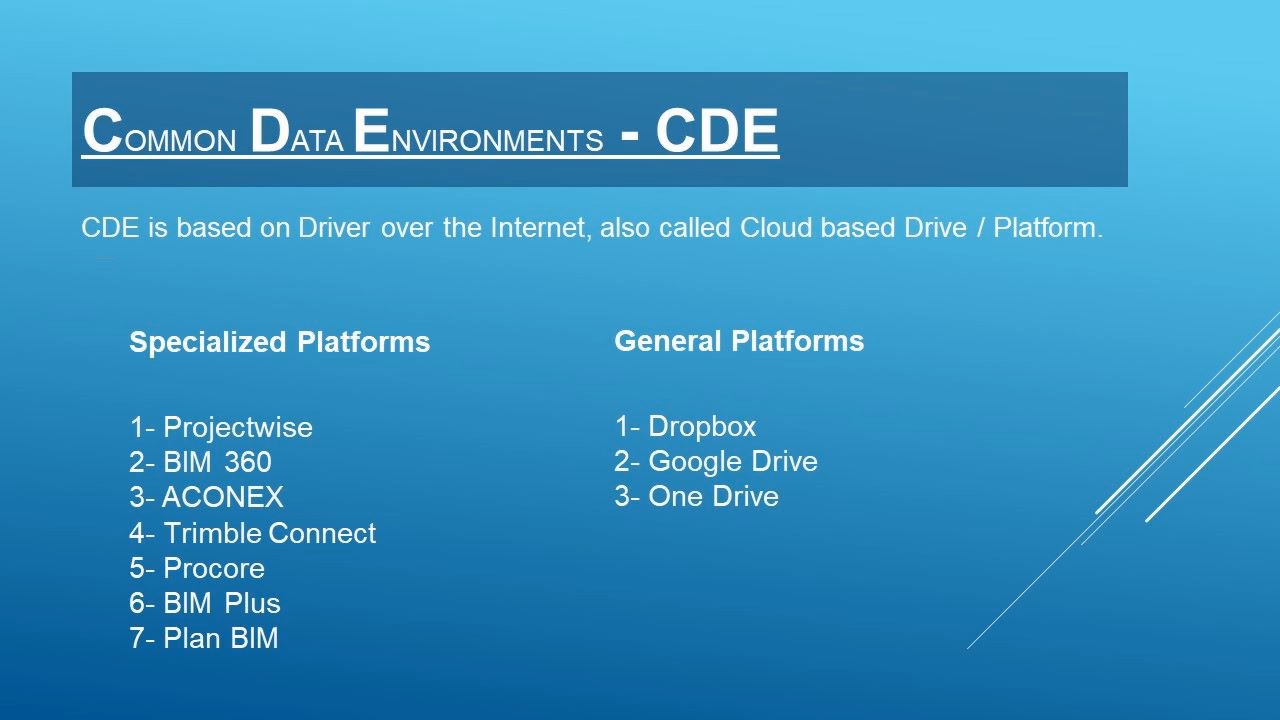 COMMON DATA ENVIRONMENTS - CDE
CDE is based on Driver over the Internet, also called Cloud based Drive / Platform.
Specialized Platforms
1- Projectwise
2- BIM 360
3- ACONEX
4- Trimble Connect
5- Procore
6- BIM Plus
7- Plan BIM
General Platforms
1- Dropbox
2- Google Drive
3- One Drive